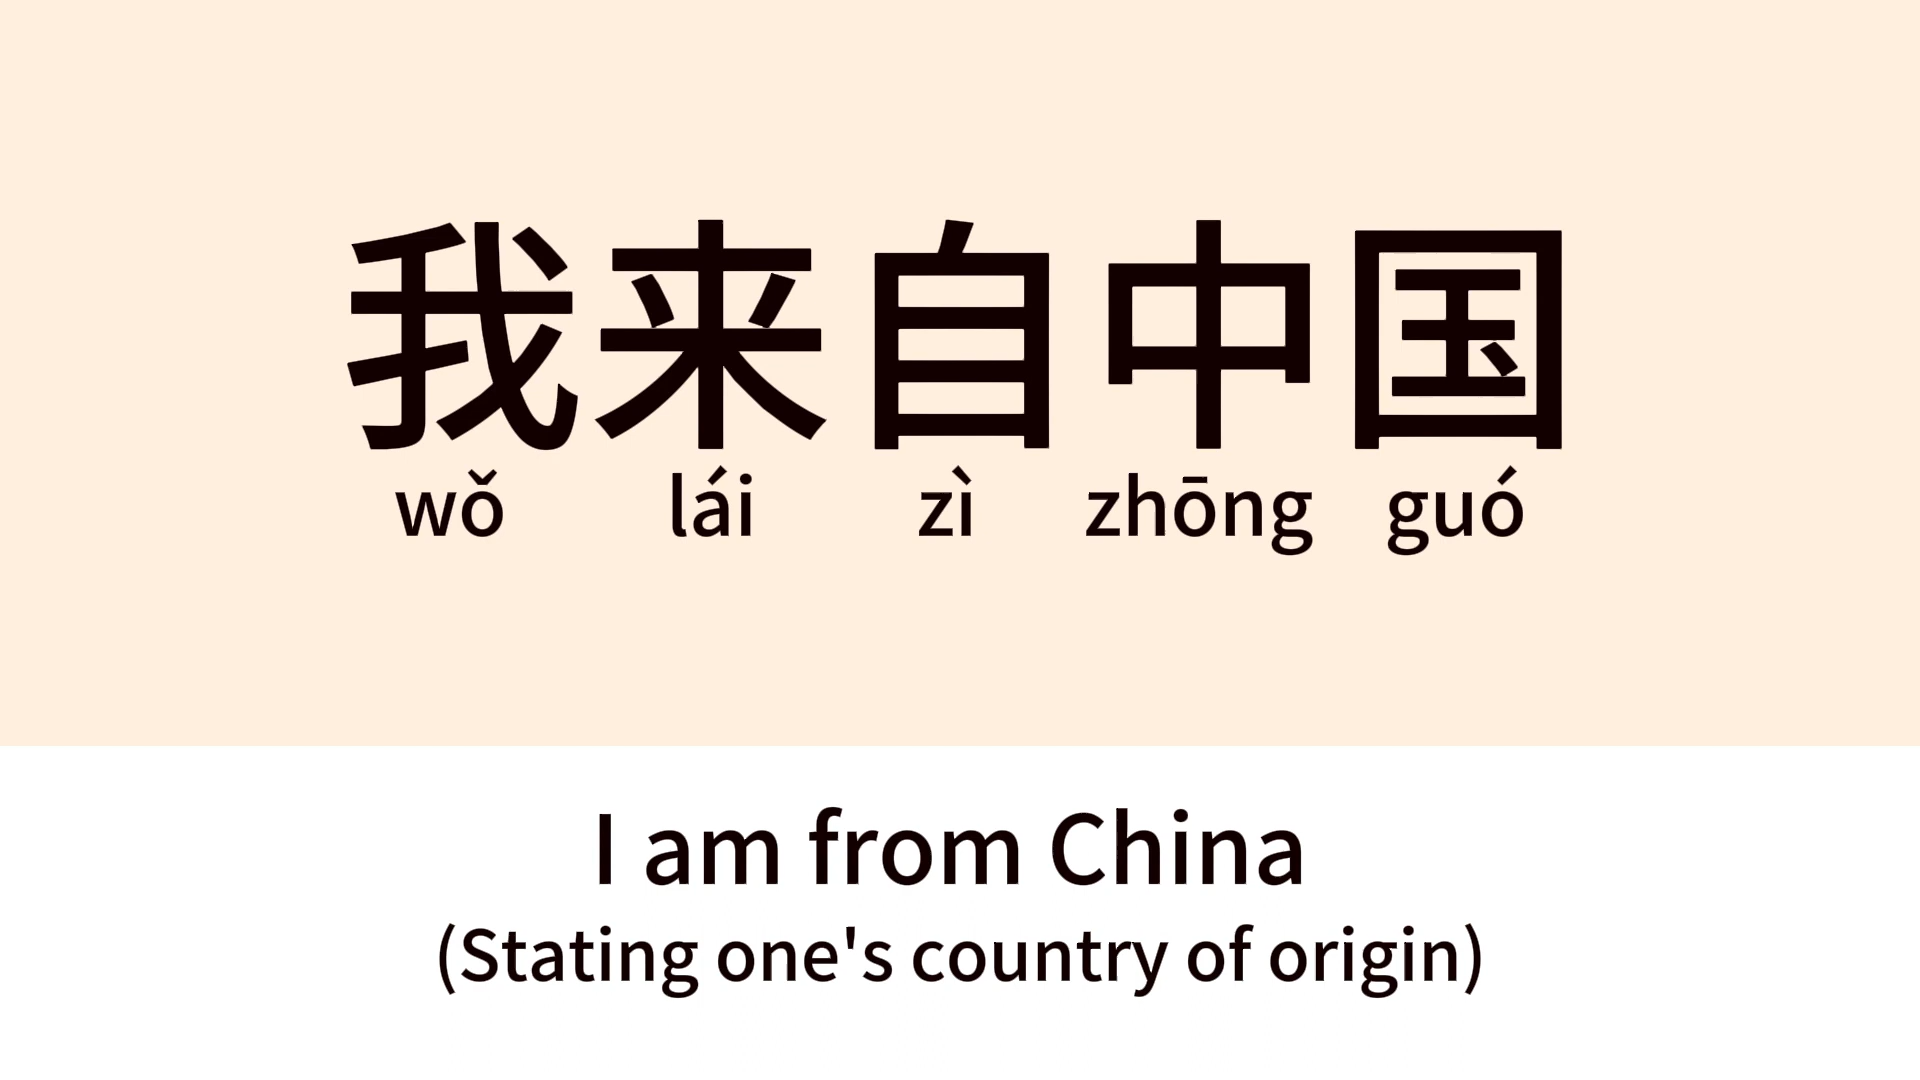 我来自中国
wǒ lái zì zhōng guó
I am from China
(Stating one's country of origin)